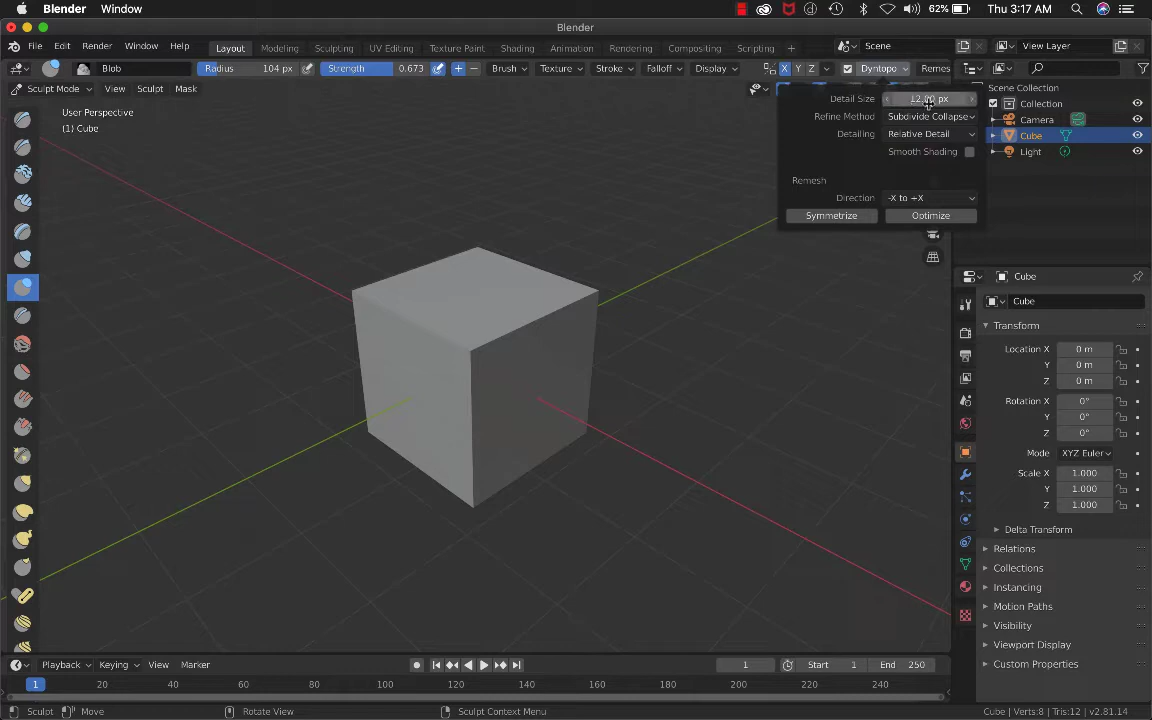 Blender Window 62% Thu 3:17 AM
Blender
File Edit Render Window Help Layout Modeling Sculpting UV Editing Texture Paint Shading Animation Rendering Compositing Scripting + Scene View Layer
Blob Radius 104 px Strength 0.673 + − Brush Texture Stroke Falloff Display X Y Z Dyntopo Remes
Sculpt Mode View Sculpt Mask
User Perspective
(1) Cube
Detail Size 12.00 px
Refine Method Subdivide Collapse
Detailing Relative Detail
Smooth Shading
Remesh
Direction -X to +X
Symmetrize Optimize
Scene Collection
Collection
Camera
Cube
Light
Cube
Cube
Transform
Location X 0 m
Y 0 m
Z 0 m
Rotation X 0°
Y 0°
Z 0°
Mode XYZ Euler
Scale X 1.000
Y 1.000
Z 1.000
Delta Transform
Relations
Collections
Instancing
Motion Paths
Visibility
Viewport Display
Custom Properties
Playback Keying View Marker 1 Start 1 End 250
1 20 40 60 80 100 120 140 160 180 200 220 240
Sculpt Move Rotate View Sculpt Context Menu Cube | Verts:8 | Tris:12 | v2.81.14